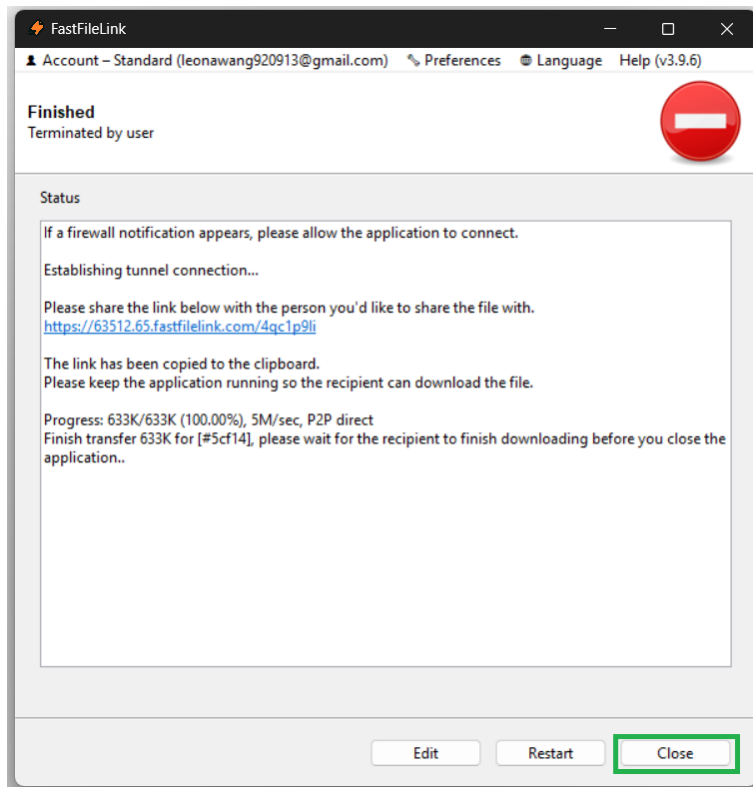 FastFileLink
Account – Standard (leonawang920913@gmail.com) Preferences Language Help (v3.9.6)
Finished
Terminated by user
Status
If a firewall notification appears, please allow the application to connect.
Establishing tunnel connection...
Please share the link below with the person you'd like to share the file with.
https://63512.65.fastfilelink.com/4qc1p9li
The link has been copied to the clipboard.
Please keep the application running so the recipient can download the file.
Progress: 633K/633K (100.00%), 5M/sec, P2P direct
Finish transfer 633K for [#5cf14], please wait for the recipient to finish downloading before you close the
application..
Edit Restart Close